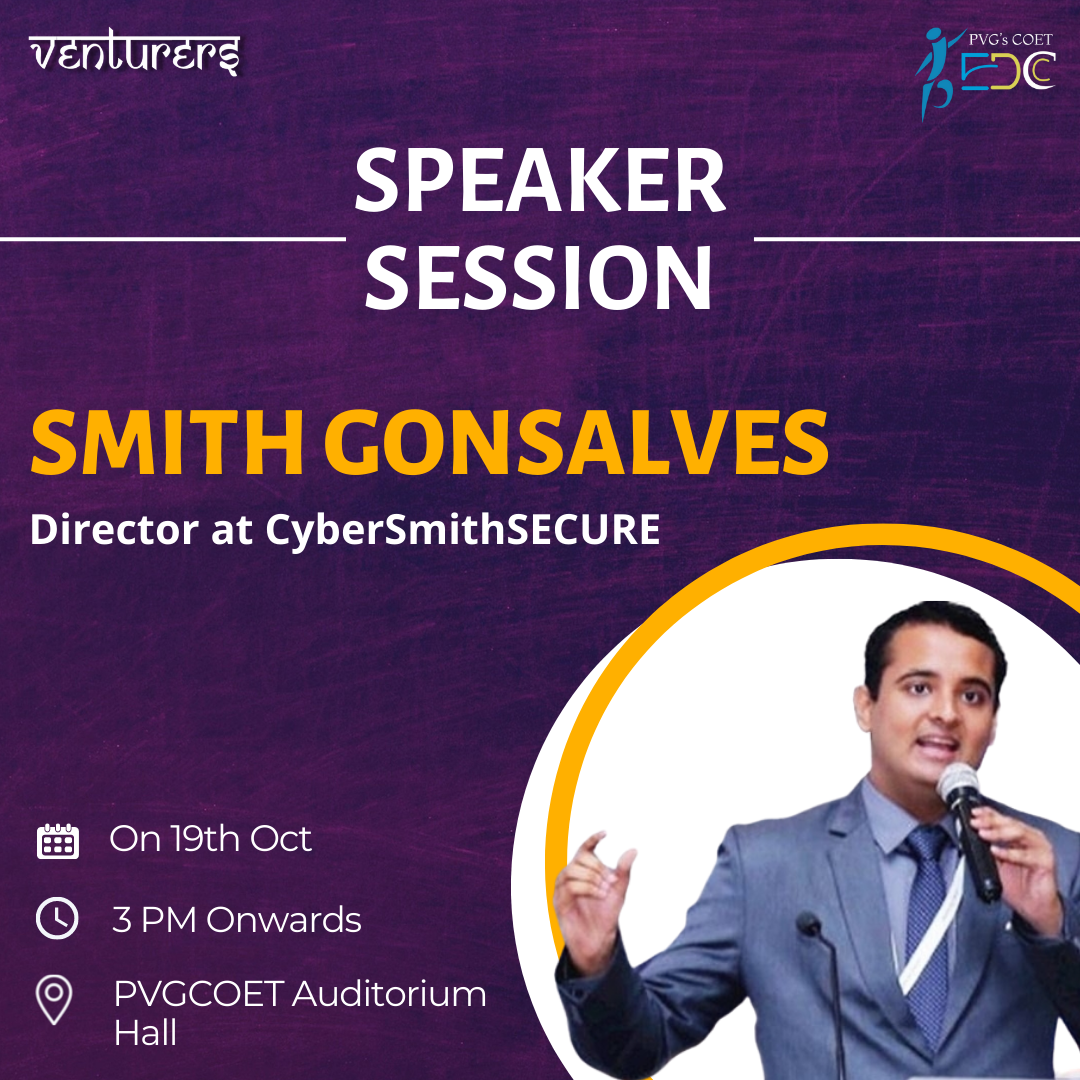 venturers
PVG's COET
EDC
SPEAKER
SESSION
SMITH GONSALVES
Director at CyberSmithSECURE
On 19th Oct
3 PM Onwards
PVGCOET Auditorium
Hall